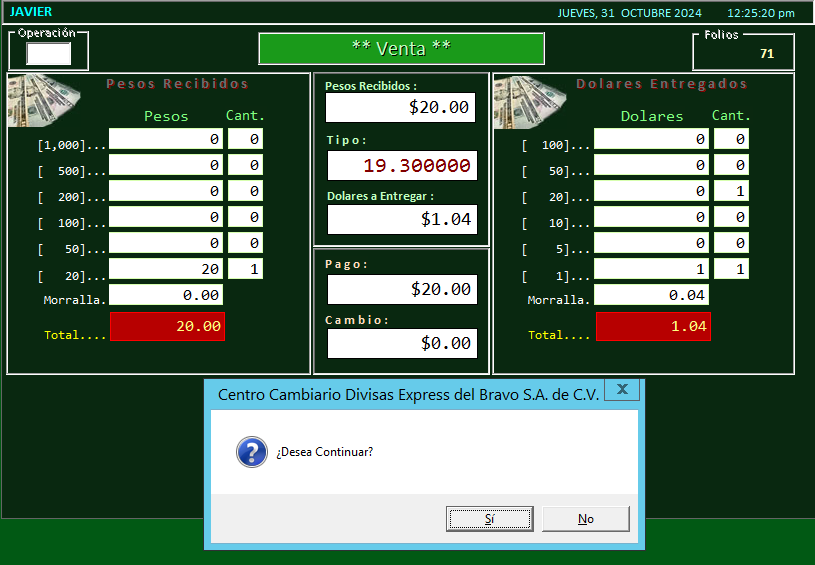 JAVIER JUEVES, 31 OCTUBRE 2024 12:25:20 pm
Operación
** Venta **
Folios
71
Pesos Recibidos
Pesos Cant.
[1,000]... 0 0
[ 500]... 0 0
[ 200]... 0 0
[ 100]... 0 0
[ 50]... 0 0
[ 20]... 20 1
Morralla. 0.00
Total.... 20.00
Pesos Recibidos :
$20.00
Tipo:
19.300000
Dolares a Entregar :
$1.04
Pago:
$20.00
Cambio:
$0.00
Dolares Entregados
Dolares Cant.
[ 100]... 0 0
[ 50]... 0 0
[ 20]... 0 1
[ 10]... 0 0
[ 5]... 0 0
[ 1]... 1 1
Morralla. 0.04
Total.... 1.04
Centro Cambiario Divisas Express del Bravo S.A. de C.V. X
¿Desea Continuar?
Sí No